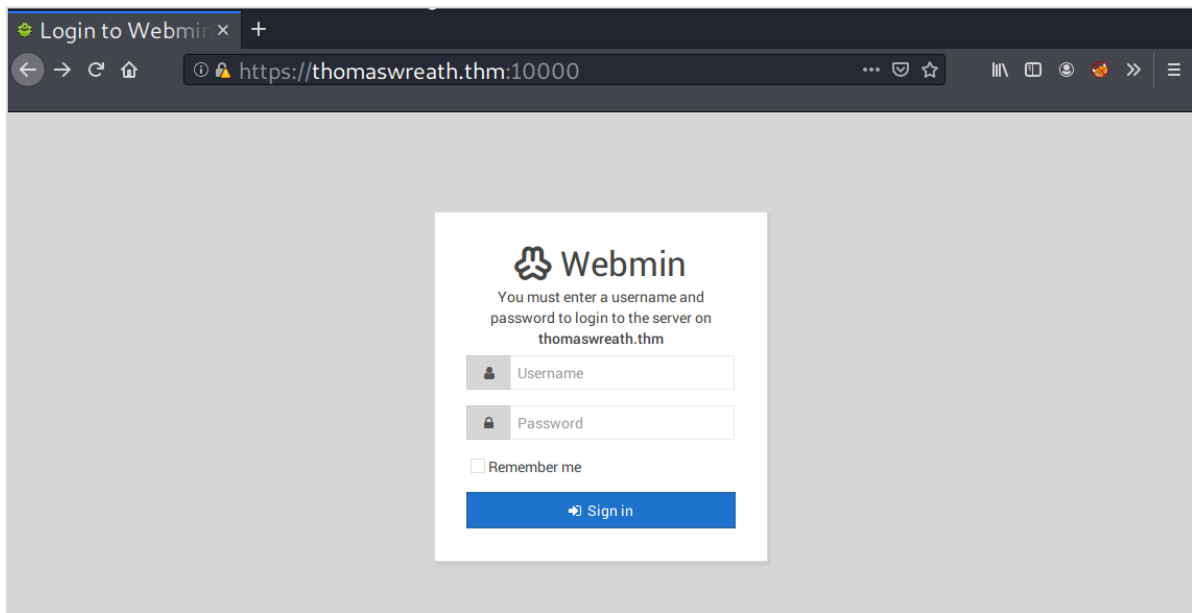 Login to Webmin
https://thomaswreath.thm:10000
Webmin
You must enter a username and
password to login to the server on
thomaswreath.thm
Username
Password
Remember me
Sign in